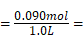 = 0.090mol / 1.0L =